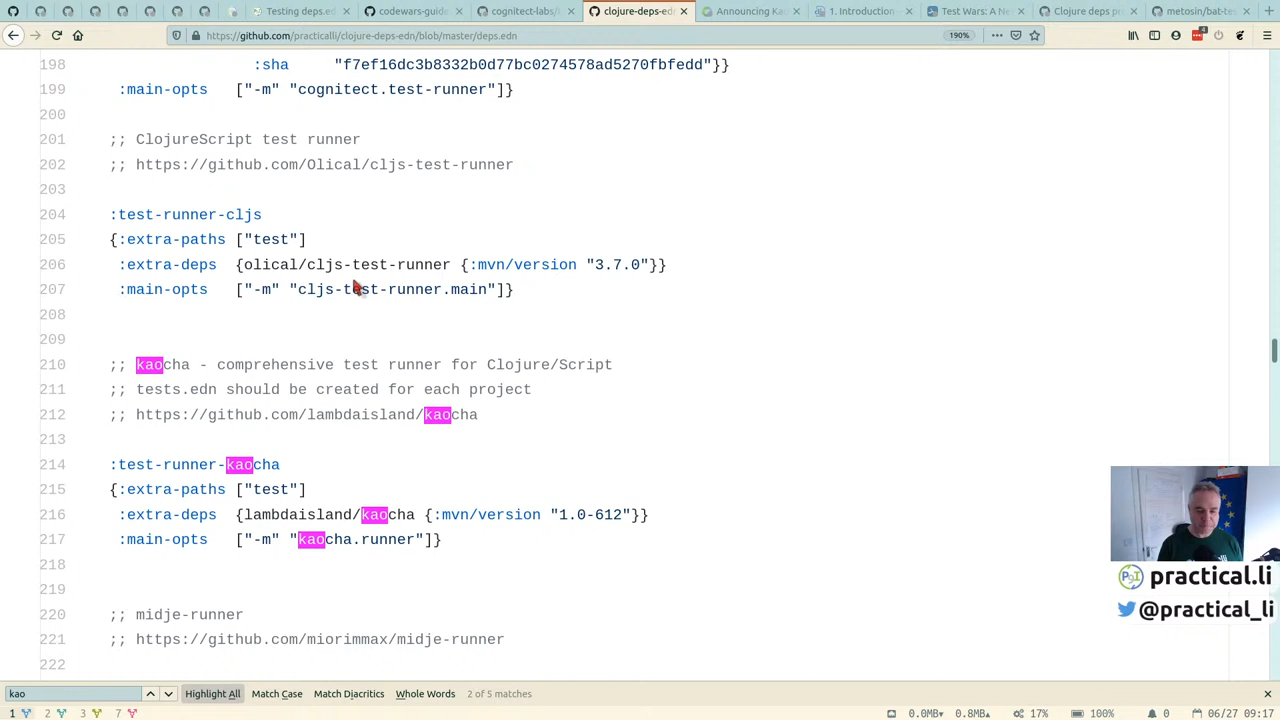 Testing deps.ed
codewars-guide
cognitect-labs/
clojure-deps-edn
Announcing Ka
1. Introduction
Test Wars: A Ne
Clojure deps pr
metosin/bat-tes
https://github.com/practicalli/clojure-deps-edn/blob/master/deps.edn
190%
198 :sha "f7ef16dc3b8332b0d77bc0274578ad5270fbfedd"}}
199 :main-opts ["-m" "cognitect.test-runner"]}
200
201 ;; ClojureScript test runner
202 ;; https://github.com/Olical/cljs-test-runner
203
204 :test-runner-cljs
205 {:extra-paths ["test"]
206 :extra-deps {olical/cljs-test-runner {:mvn/version "3.7.0"}}
207 :main-opts ["-m" "cljs-test-runner.main"]}
208
209
210 ;; kaocha - comprehensive test runner for Clojure/Script
211 ;; tests.edn should be created for each project
212 ;; https://github.com/lambdaisland/kaocha
213
214 :test-runner-kaocha
215 {:extra-paths ["test"]
216 :extra-deps {lambdaisland/kaocha {:mvn/version "1.0-612"}}
217 :main-opts ["-m" "kaocha.runner"]}
218
219
220 ;; midje-runner
221 ;; https://github.com/miorimmax/midje-runner
222
practical.li
@practical_li
kao Highlight All Match Case Match Diacritics Whole Words 2 of 5 matches
1 2 3 7 0.0MB 0.8MB 17% 100% 0 06/27 09:17